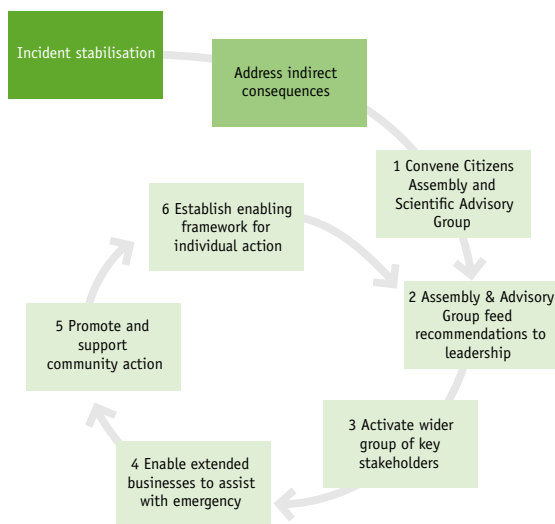 Incident stabilisation
Address indirect
consequences
1 Convene Citizens
Assembly and
Scientific Advisory
Group
2 Assembly & Advisory
Group feed
recommendations to
leadership
3 Activate wider
group of key
stakeholders
4 Enable extended
businesses to assist
with emergency
5 Promote and
support
community action
6 Establish enabling
framework for
individual action